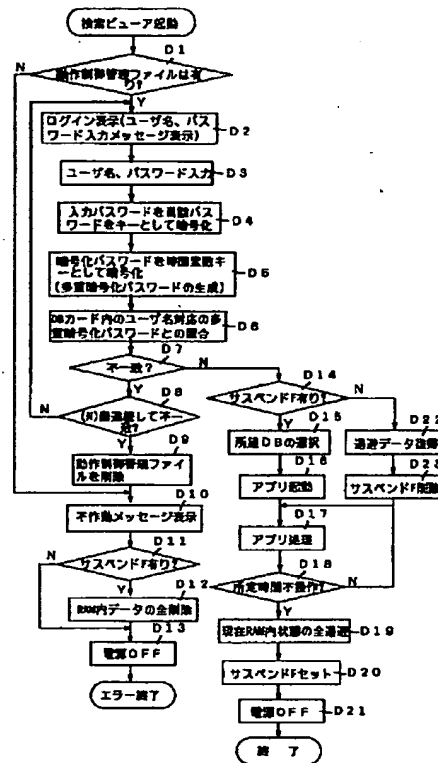 検索ビューア起動
D1
動作制御管理ファイルは有り?
N
Y
ログイン表示(ユーザ名、パスワード入力メッセージ表示)
D2
ユーザ名、パスワード入力
D3
入力パスワードを
パスワードをキーとして暗号化
D4
暗号化パスワードを時間変数キーとして暗号化
(多重暗号化パスワードの生成)
D5
DBカード内のユーザ名対応の多重暗号化パスワードとの照合
D6
D7
不一致?
N
Y
D8
(N)回連続して不一致?
D9
動作制御管理ファイルを削除
D10
不作動メッセージ表示
D11
サスペンドF有り?
N
Y
D12
RAM内データの全削除
D13
電源OFF
エラー終了
D14
サスペンドF有り?
N
Y
D15
所望DBの選択
D16
アプリ起動
D22
退避データ復帰
D23
サスペンドF削除
D17
アプリ処理
D18
所定時間不操作?
N
Y
現在RAM内状態の全退避
D19
サスペンドFセット
D20
電源OFF
D21
終 了